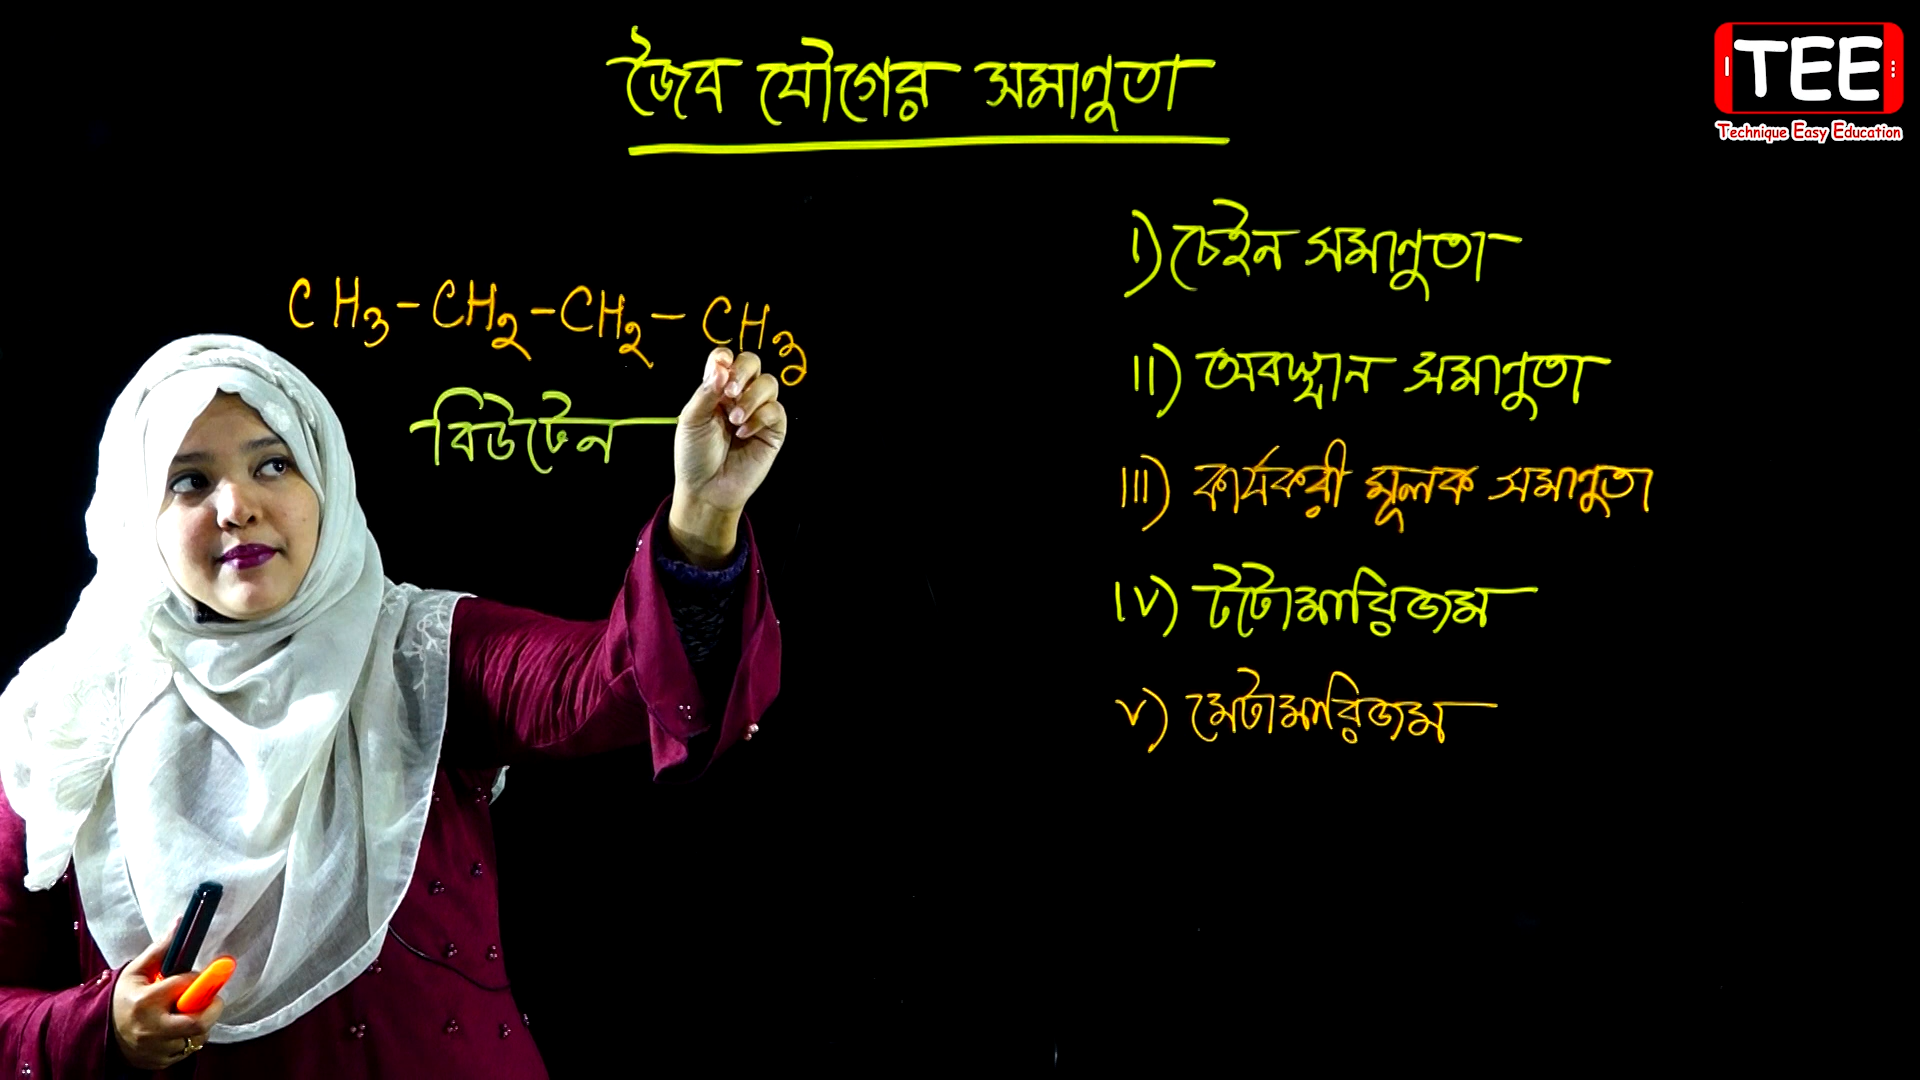 জৈব যৌগের সমাণুতা
TEE
Technique Easy Education
CH3-CH2-CH2-CH3
বিউটেন
I) চেইন সমাণুতা
II) অবস্থান সমাণুতা
III) কার্যকরী মূলক সমাণুতা
IV) টটোমারিজম
V) মেটামারিজম